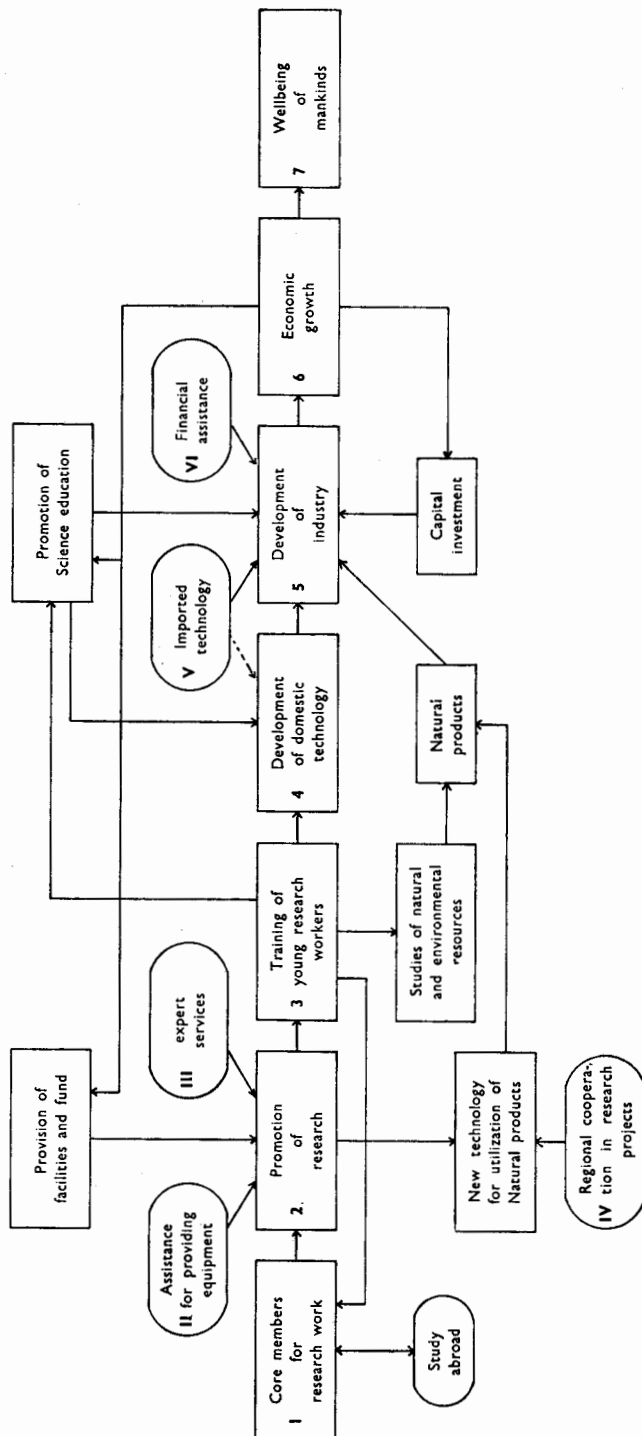 Provision of
facilities and fund
Promotion of
Science education
Assistance
II for providing
equipment
expert
III services
V Imported
technology
VI Financial
assistance
Core members
for
1 research work
Promotion
of
2. research
Training of
3 young research
workers
Development
of domestic
4 technology
Development
of
5 industry
Economic
6 growth
Wellbeing
of
7 mankinds
Study
abroad
New technology
for utilization of
Natural products
Studies of natural
and environmental
resources
Natural
products
Capital
investment
Regional coopera-
IV tion in research
projects